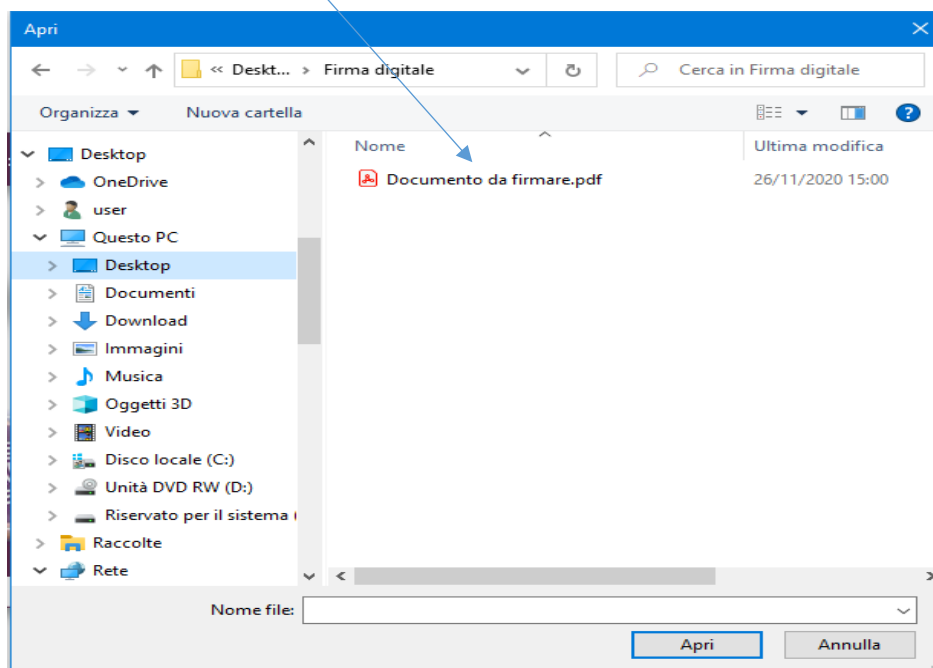 Apri
« Deskt... > Firma digitale
Cerca in Firma digitale
Organizza
Nuova cartella
Desktop
OneDrive
user
Questo PC
Desktop
Documenti
Download
Immagini
Musica
Oggetti 3D
Video
Disco locale (C:)
Unità DVD RW (D:)
Riservato per il sistema (
Raccolte
Rete
Nome
Ultima modifica
Documento da firmare.pdf
26/11/2020 15:00
Nome file:
Apri
Annulla